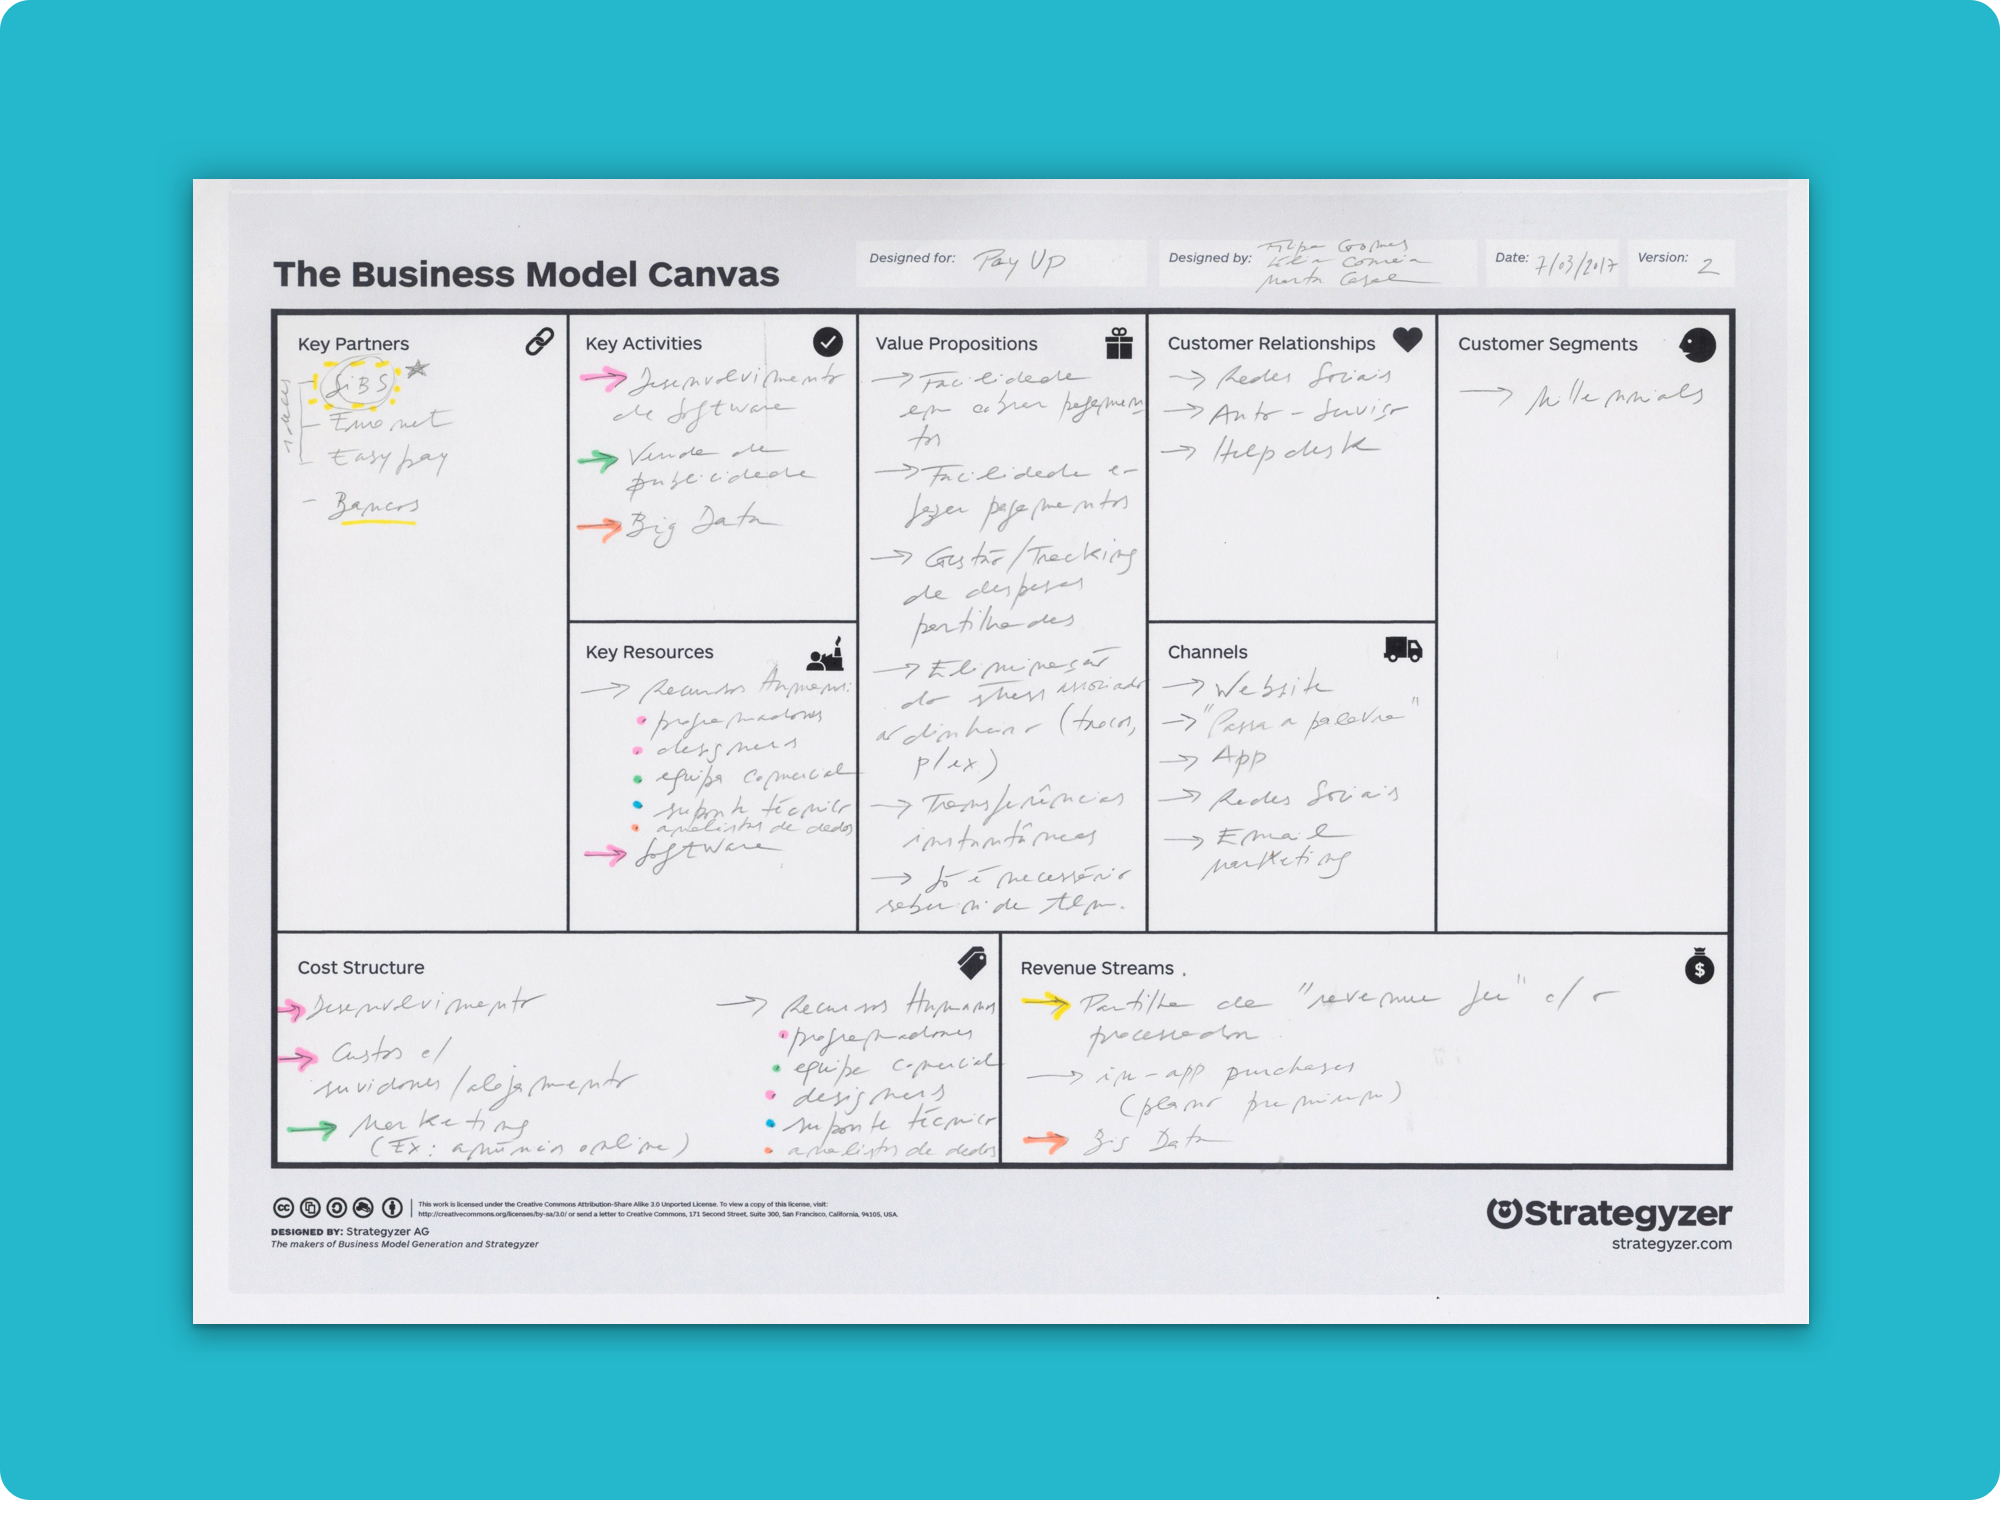 The Business Model Canvas
Designed for: Pay Up
Designed by: Filipa Gomes
Correia
Marta Casal
Date: 7/03/2017
Version: 2
Key Partners
SIBS
- Easypay
- Bancos
Key Activities
→ Desenvolvimento
de Software
→ Venda de
publicidade
→ Big Data
Key Resources
→ Recursos Humanos:
• programadores
• designers
• equipa comercial
• suporte técnico
• analistas de dados
→ Software
Value Propositions
→ Facilidade
em cobrar pagamen
tos
→ Facilidade em
fazer pagamentos
→ Gestão/Tracking
de despesas
partilhadas
→ Eliminação
do stress associado
ao dinheiro (trocos,
p/ex)
→ Transferências
instantâneas
→ Só é necessário
saber n. de tlm.
Customer Relationships
→ Redes Sociais
→ Auto-Serviço
→ Helpdesk
Channels
→ Website
→ "Passa a palavra"
→ App
→ Redes Sociais
→ Email
marketing
Customer Segments
→ Millennials
Cost Structure
→ Desenvolvimento
→ Custos c/
servidores/alojamento
→ Marketing
(Ex: anúncios online)
→ Recursos Humanos
• programadores
• equipa comercial
• designers
• suporte técnico
• analistas de dados
Revenue Streams
→ Partilha de "revenue fee" c/ o
processador
→ in-app purchases
(plano premium)
→ Big Data
This work is licensed under the Creative Commons Attribution-Share Alike 3.0 Unported License. To view a copy of this license, visit:
http://creativecommons.org/licenses/by-sa/3.0/ or send a letter to Creative Commons, 171 Second Street, Suite 300, San Francisco, California, 94105, USA.
DESIGNED BY: Strategyzer AG
The makers of Business Model Generation and Strategyzer
Strategyzer
strategyzer.com